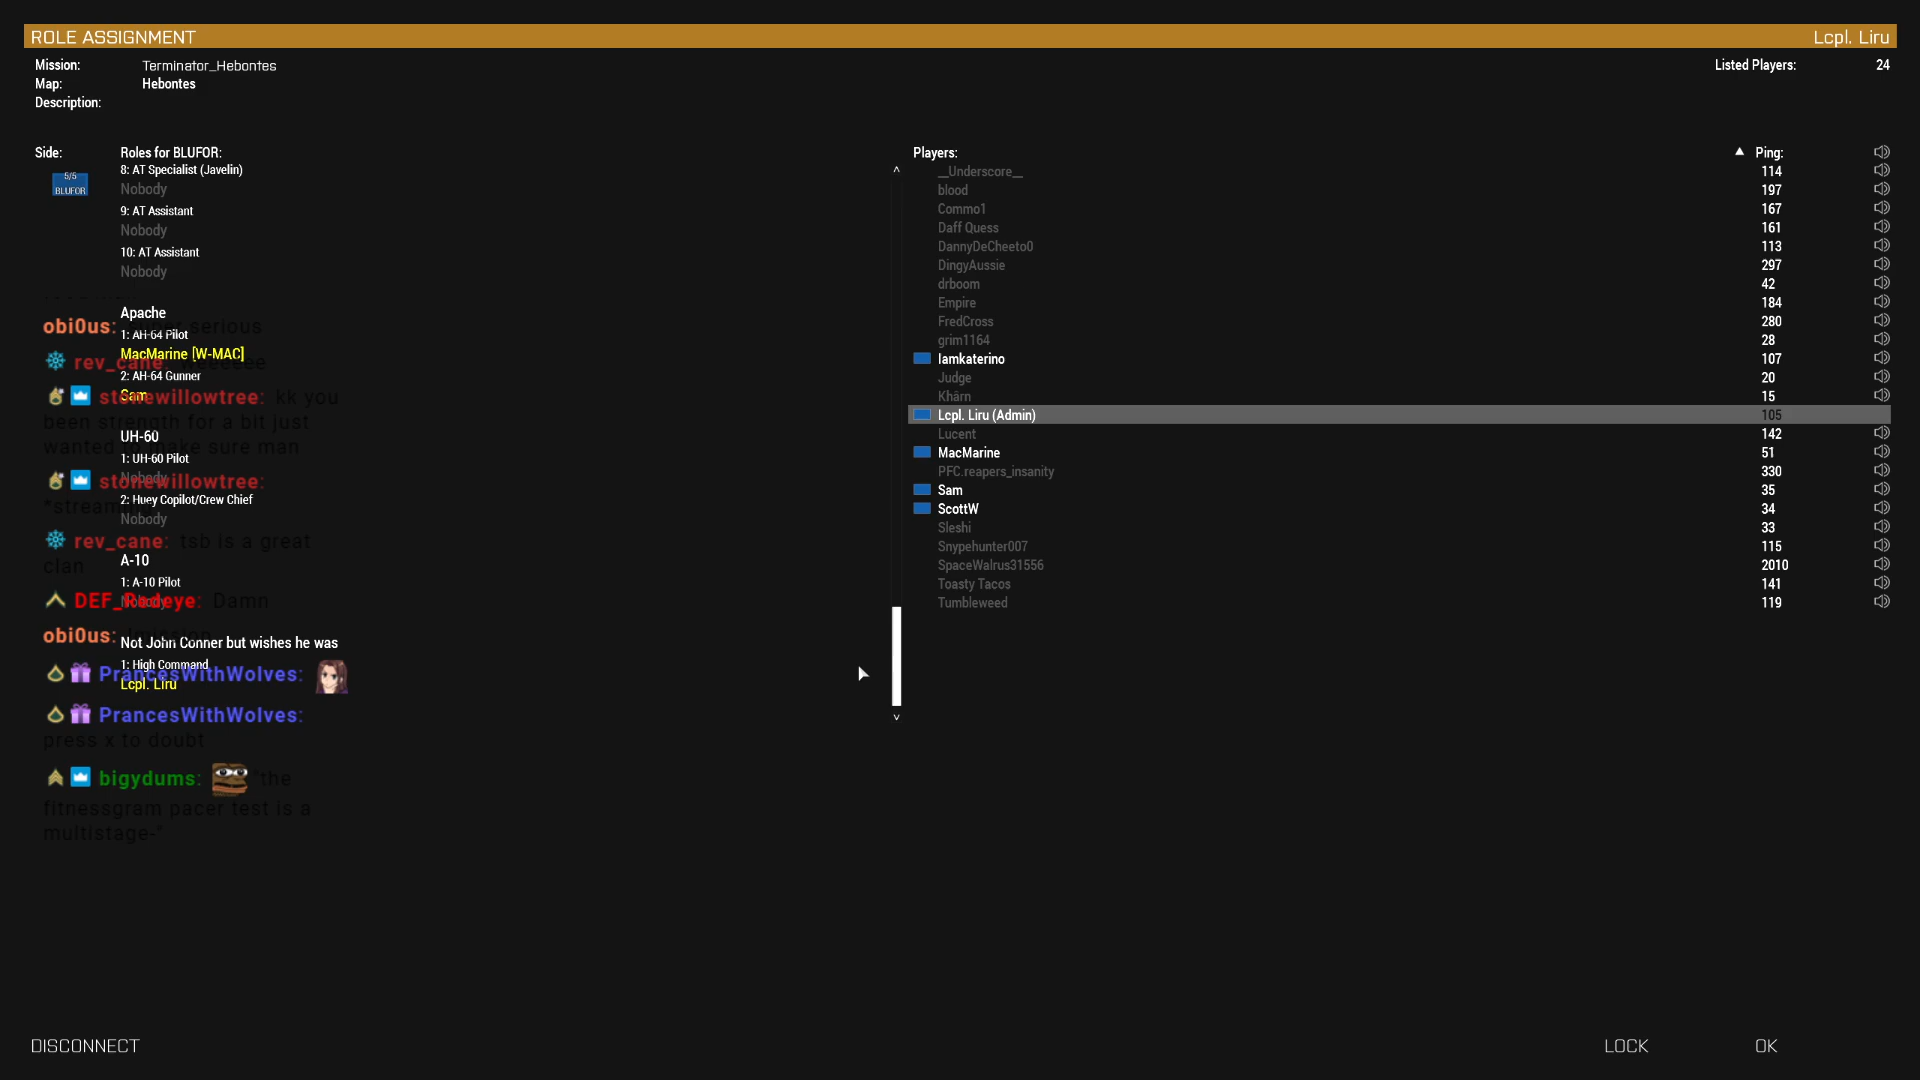 ROLE ASSIGNMENT
Lcpl. Liru
Mission: Terminator_Hebontes
Listed Players: 24
Map: Hebontes
Description:
Side:
5/5
BLUFOR
Roles for BLUFOR:
8: AT Specialist (Javelin)
Nobody
9: AT Assistant
Nobody
10: AT Assistant
Nobody
Apache
1: AH-64 Pilot
MacMarine [W-MAC]
2: AH-64 Gunner
Sam
UH-60
1: UH-60 Pilot
Nobody
2: Huey Copilot/Crew Chief
Nobody
A-10
1: A-10 Pilot
Nobody
Not John Conner but wishes he was
1: High Command
Lcpl. Liru
obi0us: super serious
rev_cane:
stonewillowtree: kk you
been strength for a bit just
wanted to make sure man
stonewillowtree:
*streaming
rev_cane: tsb is a great
clan
DEF_Redeye: Damn
obi0us:
PrancesWithWolves:
PrancesWithWolves:
press x to doubt
bigydums: "the
fitnessgram pacer test is a
multistage-"
Players: Ping:
__Underscore__ 114
blood 197
Commo1 167
Daff Quess 161
DannyDeCheeto0 113
DingyAussie 297
drboom 42
Empire 184
FredCross 280
grim1164 28
Iamkaterino 107
Judge 20
Khárn 15
Lcpl. Liru (Admin) 105
Lucent 142
MacMarine 51
PFC.reapers_insanity 330
Sam 35
ScottW 34
Sleshi 33
Snypehunter007 115
SpaceWalrus31556 2010
Toasty Tacos 141
Tumbleweed 119
DISCONNECT
LOCK
OK